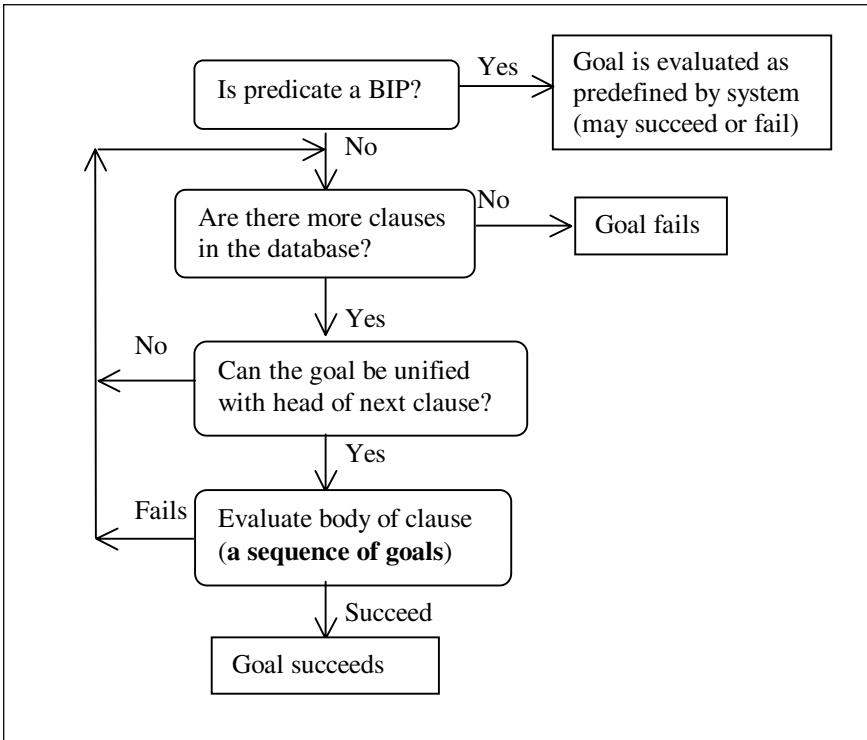 Is predicate a BIP?
Yes
Goal is evaluated as
predefined by system
(may succeed or fail)
No
Are there more clauses
in the database?
No
Goal fails
Yes
No
Can the goal be unified
with head of next clause?
Yes
Fails
Evaluate body of clause
(a sequence of goals)
Succeed
Goal succeeds